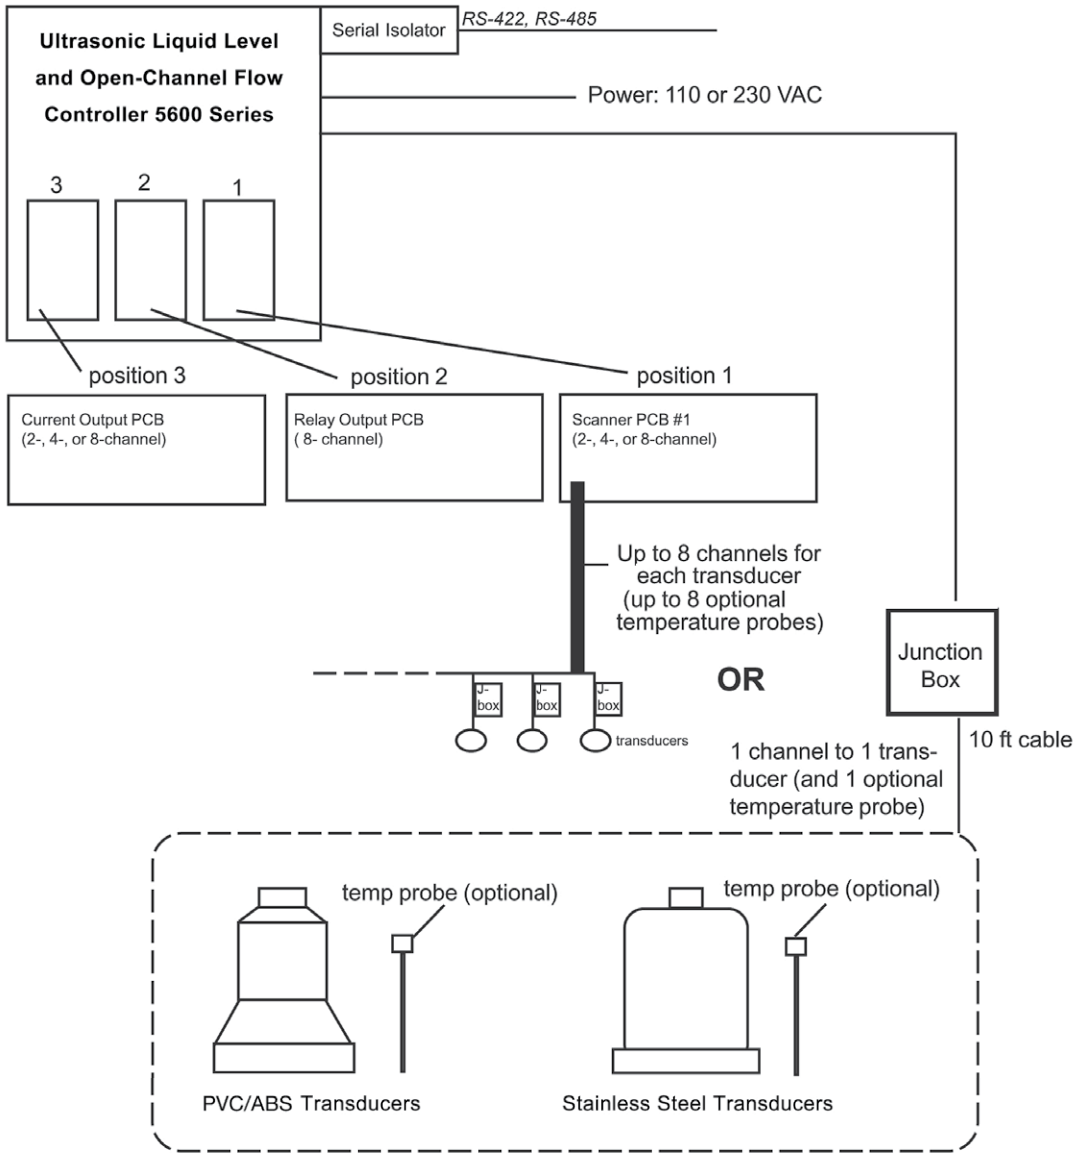 Ultrasonic Liquid Level
and Open-Channel Flow
Controller 5600 Series
Serial Isolator
RS-422, RS-485
Power: 110 or 230 VAC
3
2
1
position 3
position 2
position 1
Current Output PCB
(2-, 4-, or 8-channel)
Relay Output PCB
( 8- channel)
Scanner PCB #1
(2-, 4-, or 8-channel)
Up to 8 channels for
each transducer
(up to 8 optional
temperature probes)
OR
Junction
Box
J-
box
J-
box
J-
box
transducers
10 ft cable
1 channel to 1 trans-
ducer (and 1 optional
temperature probe)
temp probe (optional)
temp probe (optional)
PVC/ABS Transducers
Stainless Steel Transducers